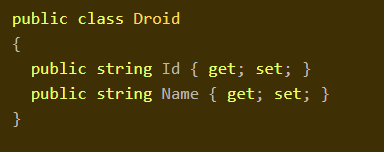 public class Droid
{
  public string Id { get; set; }
  public string Name { get; set; }
}